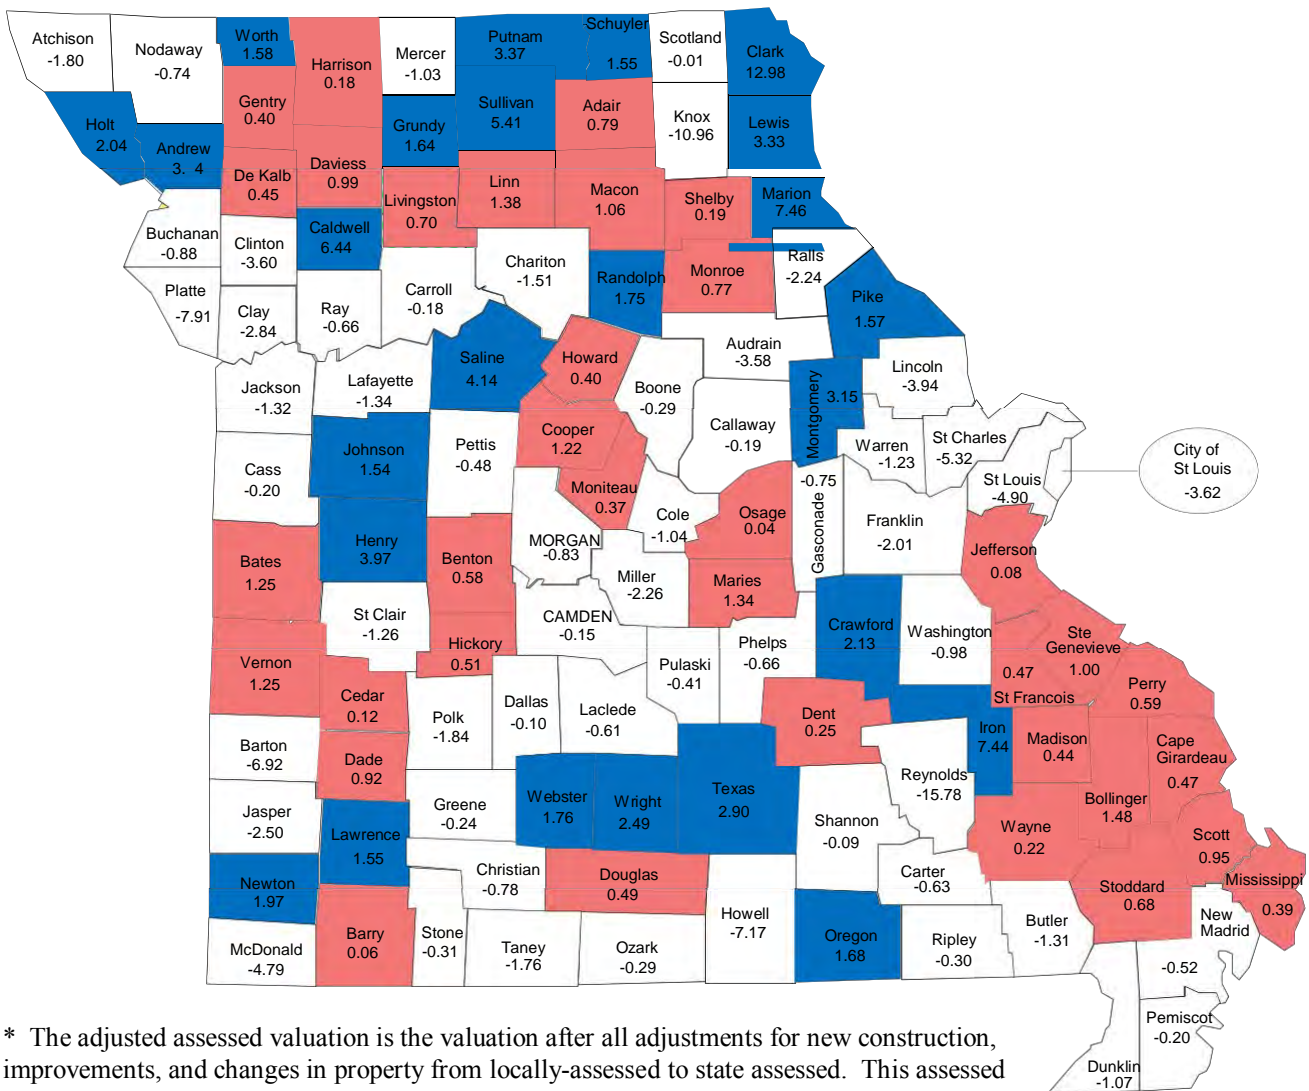 Atchison
-1.80
Nodaway
-0.74
Worth
1.58
Harrison
0.18
Mercer
-1.03
Putnam
3.37
Schuyler
1.55
Scotland
-0.01
Clark
12.98
Holt
2.04
Andrew
3. 4
Gentry
0.40
De Kalb
0.45
Daviess
0.99
Grundy
1.64
Sullivan
5.41
Adair
0.79
Knox
-10.96
Lewis
3.33
Livingston
0.70
Linn
1.38
Macon
1.06
Shelby
0.19
Marion
7.46
Buchanan
-0.88
Clinton
-3.60
Caldwell
6.44
Carroll
-0.18
Chariton
-1.51
Randolph
1.75
Monroe
0.77
Ralls
-2.24
Platte
-7.91
Clay
-2.84
Ray
-0.66
Pike
1.57
Jackson
-1.32
Lafayette
-1.34
Saline
4.14
Howard
0.40
Boone
-0.29
Audrain
-3.58
Callaway
-0.19
Montgomery
3.15
Lincoln
-3.94
Warren
-1.23
St Charles
-5.32
St Louis
-4.90
City of
St Louis
-3.62
Cass
-0.20
Johnson
1.54
Pettis
-0.48
Cooper
1.22
Moniteau
0.37
Cole
-1.04
Osage
0.04
Gasconade
-0.75
Franklin
-2.01
Jefferson
0.08
Bates
1.25
Henry
3.97
Benton
0.58
MORGAN
-0.83
Miller
-2.26
Maries
1.34
St Clair
-1.26
Hickory
0.51
CAMDEN
-0.15
Pulaski
-0.41
Phelps
-0.66
Crawford
2.13
Washington
-0.98
Ste
Genevieve
1.00
0.47
St Francois
Perry
0.59
Vernon
1.25
Cedar
0.12
Polk
-1.84
Dallas
-0.10
Laclede
-0.61
Dent
0.25
Iron
7.44
Madison
0.44
Cape
Girardeau
0.47
Barton
-6.92
Dade
0.92
Greene
-0.24
Webster
1.76
Wright
2.49
Texas
2.90
Reynolds
-15.78
Bollinger
1.48
Jasper
-2.50
Lawrence
1.55
Christian
-0.78
Douglas
0.49
Shannon
-0.09
Carter
-0.63
Wayne
0.22
Scott
0.95
Mississippi
0.39
Newton
1.97
Stoddard
0.68
New
Madrid
-0.52
McDonald
-4.79
Barry
0.06
Stone
-0.31
Taney
-1.76
Ozark
-0.29
Howell
-7.17
Oregon
1.68
Ripley
-0.30
Butler
-1.31
Pemiscot
-0.20
Dunklin
-1.07
* The adjusted assessed valuation is the valuation after all adjustments for new construction,
improvements, and changes in property from locally-assessed to state assessed. This assessed